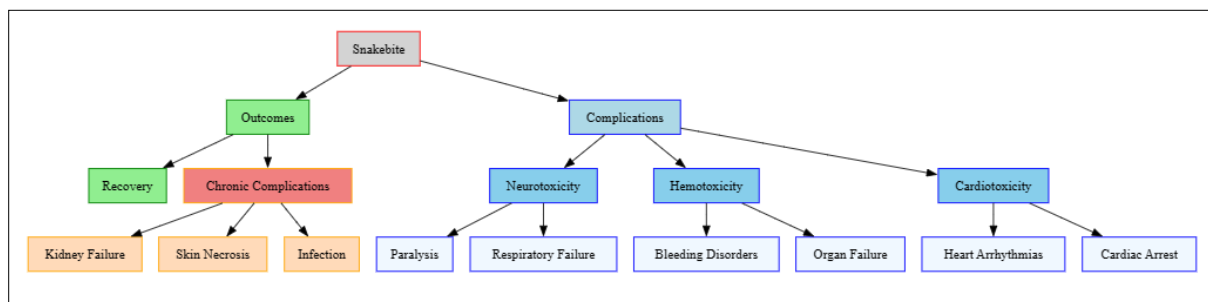 Snakebite
Outcomes
Complications
Recovery
Chronic Complications
Neurotoxicity
Hemotoxicity
Cardiotoxicity
Kidney Failure
Skin Necrosis
Infection
Paralysis
Respiratory Failure
Bleeding Disorders
Organ Failure
Heart Arrhythmias
Cardiac Arrest